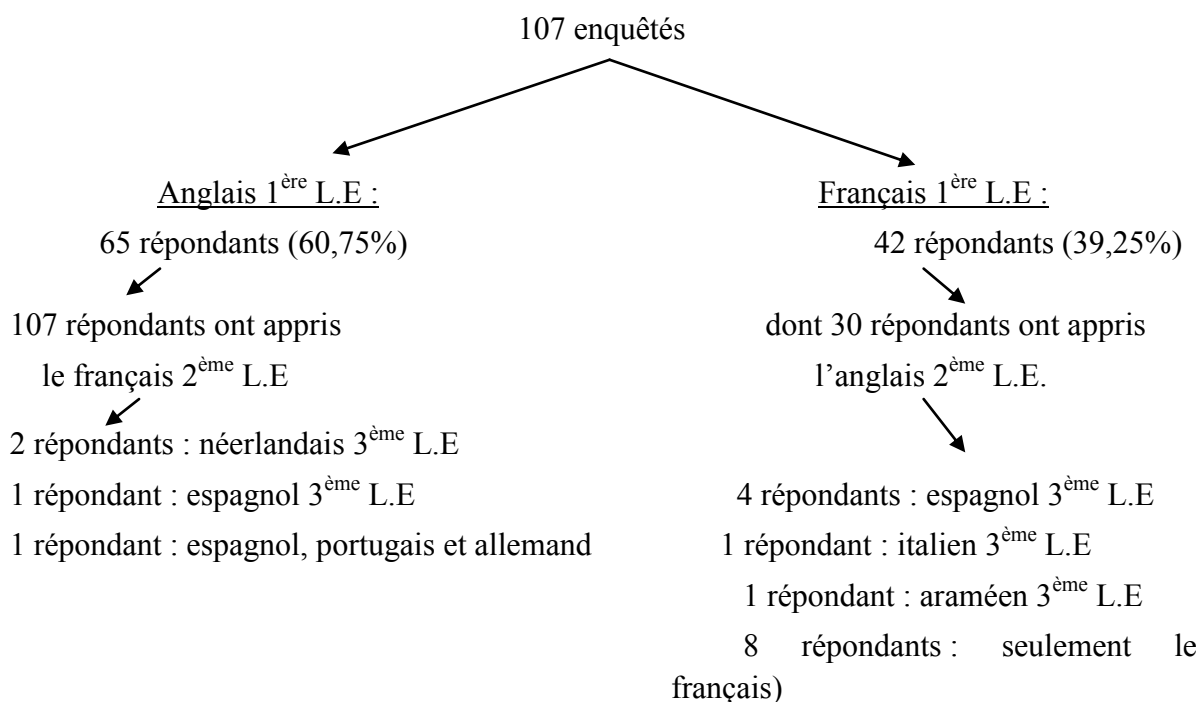 107 enquêtés
Anglais 1ère L.E :
65 répondants (60,75%)
107 répondants ont appris
le français 2ème L.E
2 répondants : néerlandais 3ème L.E
1 répondant : espagnol 3ème L.E
1 répondant : espagnol, portugais et allemand
Français 1ère L.E :
42 répondants (39,25%)
dont 30 répondants ont appris
l’anglais 2ème L.E.
4 répondants : espagnol 3ème L.E
1 répondant : italien 3ème L.E
1 répondant : araméen 3ème L.E
8 répondants : seulement le
français)